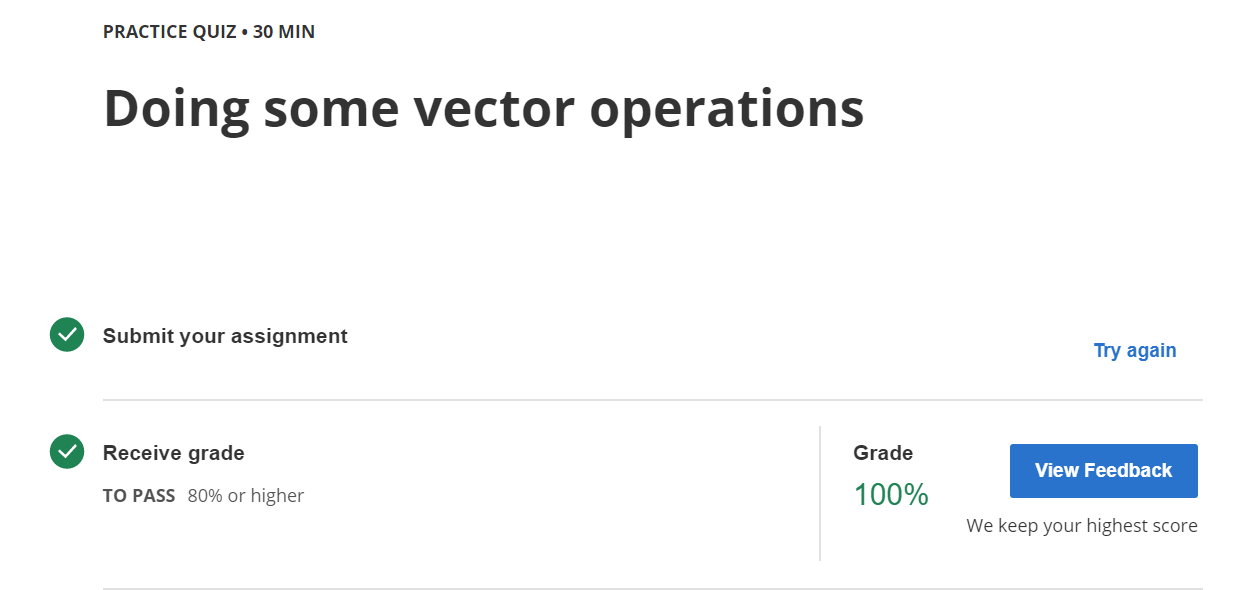 PRACTICE QUIZ • 30 MIN
Doing some vector operations
Submit your assignment
Try again
Receive grade
TO PASS 80% or higher
Grade
100%
View Feedback
We keep your highest score